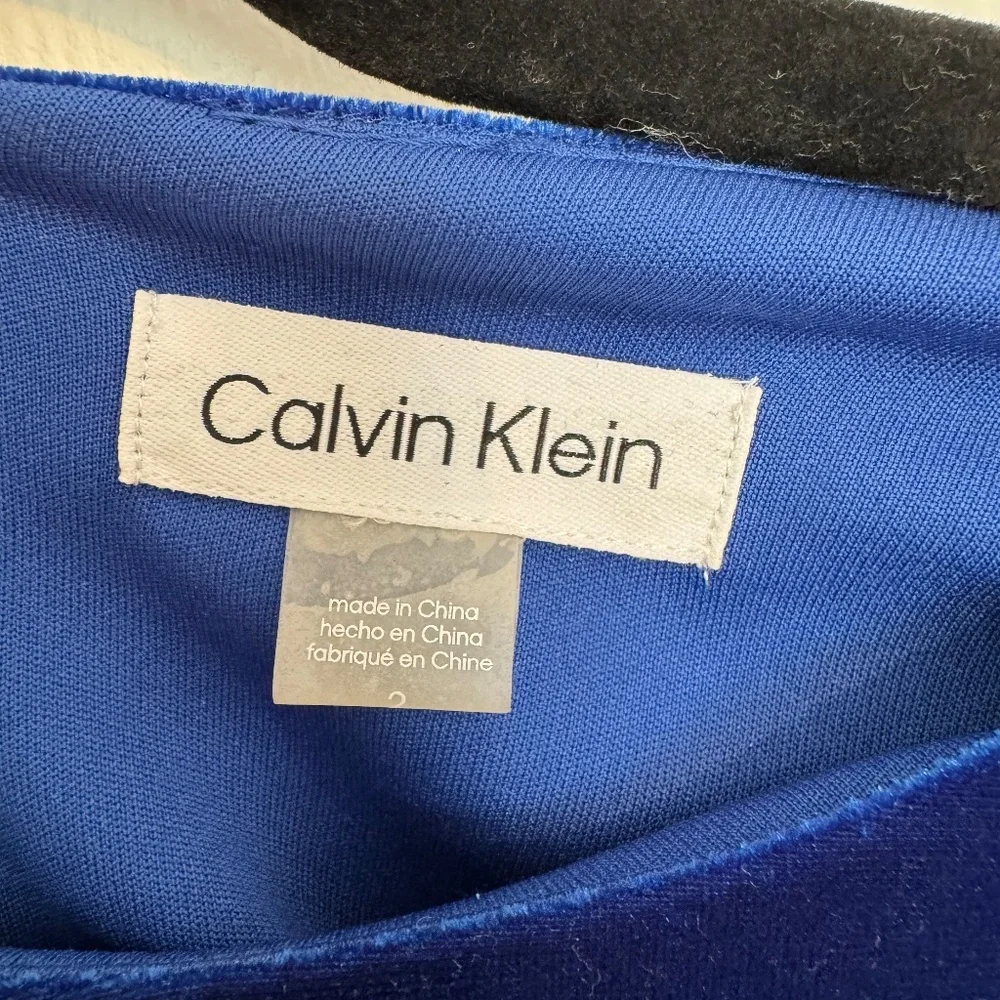 Calvin Klein
made in China
hecho en China
fabriqué en Chine